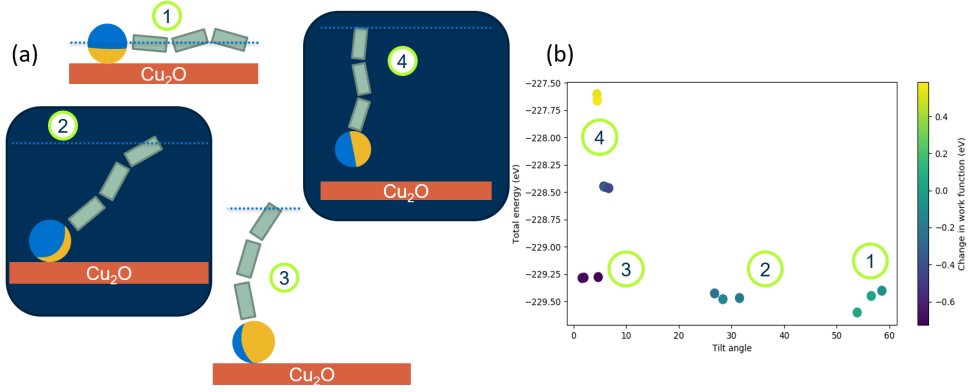 (a)
1
Cu₂O
2
Cu₂O
3
Cu₂O
4
Cu₂O
(b)
−227.50
−227.75
−228.00
−228.25
−228.50
−228.75
−229.00
−229.25
−229.50
Total energy (eV)
4
3
2
1
0 10 20 30 40 50 60
Tilt angle
0.4
0.2
0.0
−0.2
−0.4
−0.6
Change in work function (eV)